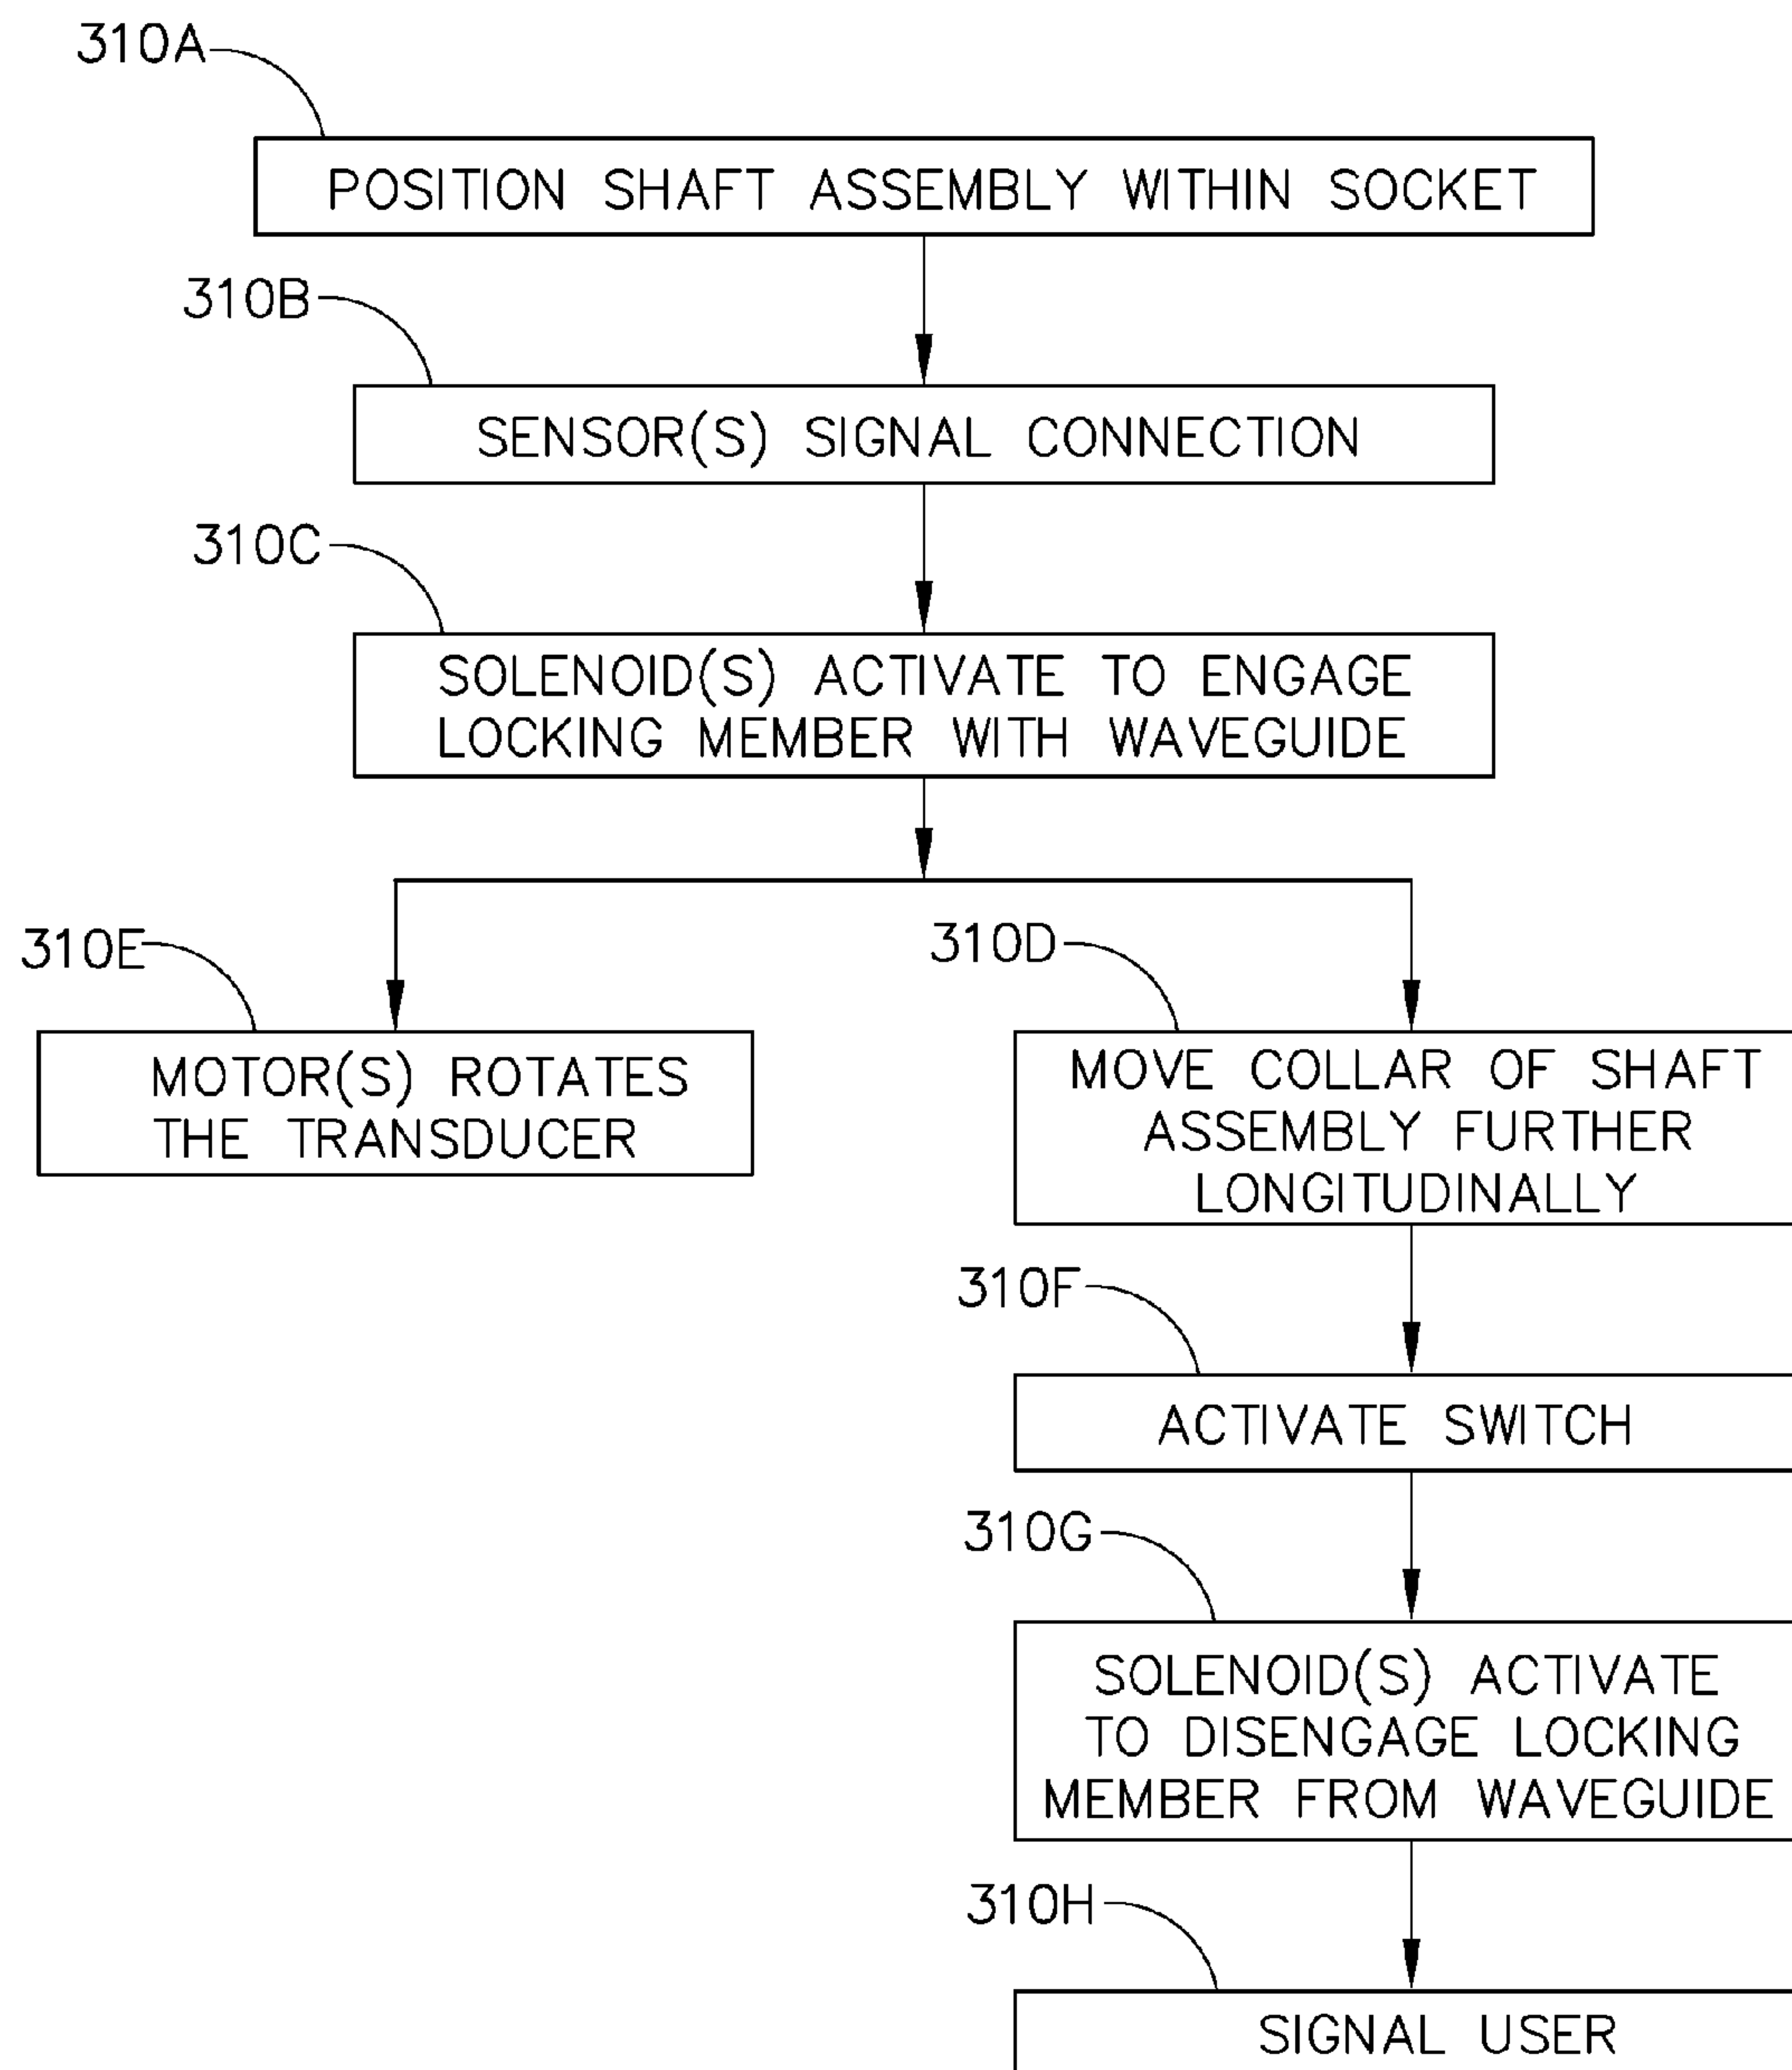 310A
POSITION SHAFT ASSEMBLY WITHIN SOCKET
310B
SENSOR(S) SIGNAL CONNECTION
310C
SOLENOID(S) ACTIVATE TO ENGAGE
LOCKING MEMBER WITH WAVEGUIDE
310E
MOTOR(S) ROTATES
THE TRANSDUCER
310D
MOVE COLLAR OF SHAFT
ASSEMBLY FURTHER
LONGITUDINALLY
310F
ACTIVATE SWITCH
310G
SOLENOID(S) ACTIVATE
TO DISENGAGE LOCKING
MEMBER FROM WAVEGUIDE
310H
SIGNAL USER